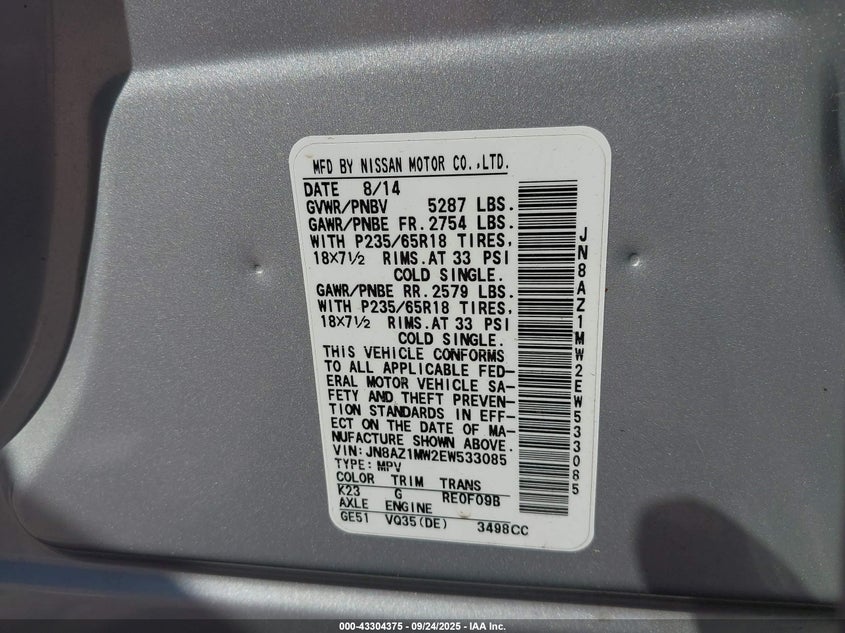 MFD BY NISSAN MOTOR CO.,LTD.
DATE 8/14
GVWR/PNBV 5287 LBS.
GAWR/PNBE FR. 2754 LBS.
WITH P235/65R18 TIRES,
18×7½ RIMS.AT 33 PSI
COLD SINGLE.
GAWR/PNBE RR. 2579 LBS.
WITH P235/65R18 TIRES,
18×7½ RIMS.AT 33 PSI
COLD SINGLE.
THIS VEHICLE CONFORMS
TO ALL APPLICABLE FED-
ERAL MOTOR VEHICLE SA-
FETY AND THEFT PREVEN-
TION STANDARDS IN EFF-
ECT ON THE DATE OF MA-
NUFACTURE SHOWN ABOVE.
VIN: JN8AZ1MW2EW533085
TYPE: MPV
COLOR TRIM TRANS
K23 G RE0F09B
AXLE ENGINE
GE51 VQ35(DE) 3498CC
JN8AZ1MW2EW533085
000-43304375 - 09/24/2025 - IAA Inc.